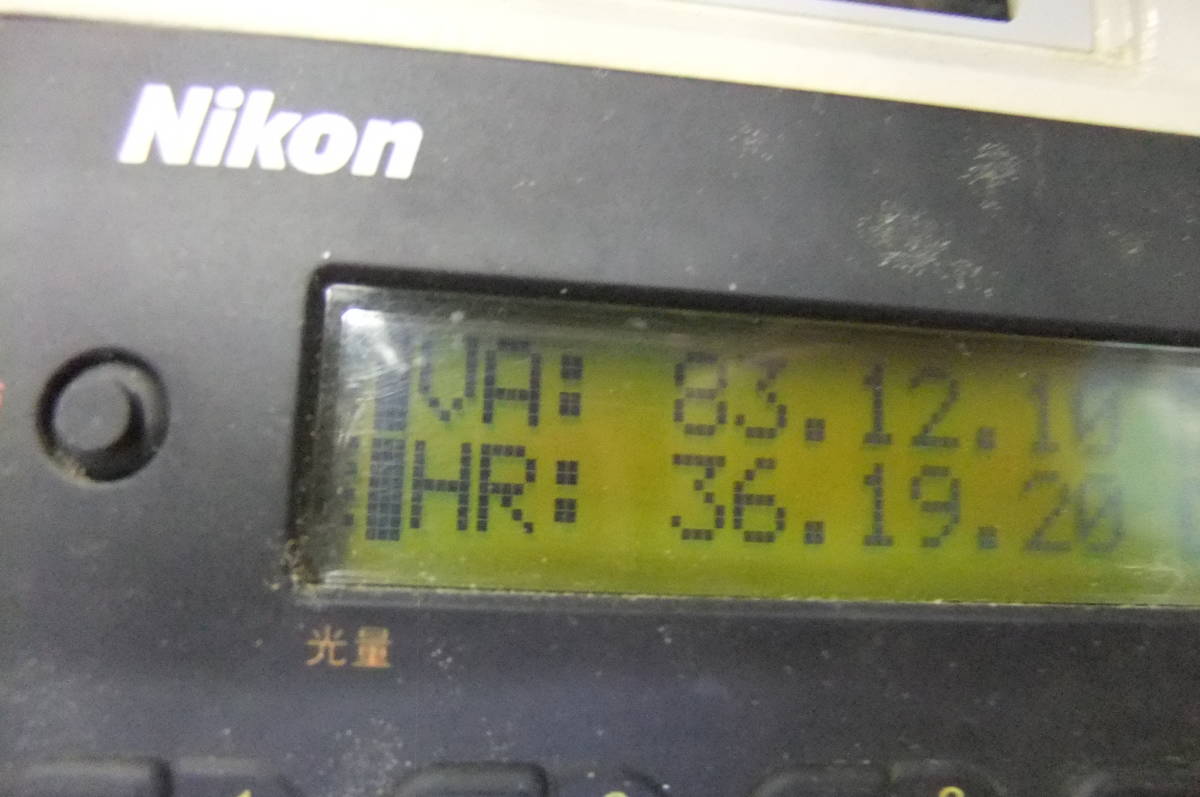 Nikon
VA: 83.12.10
HR: 36.19.20
光量